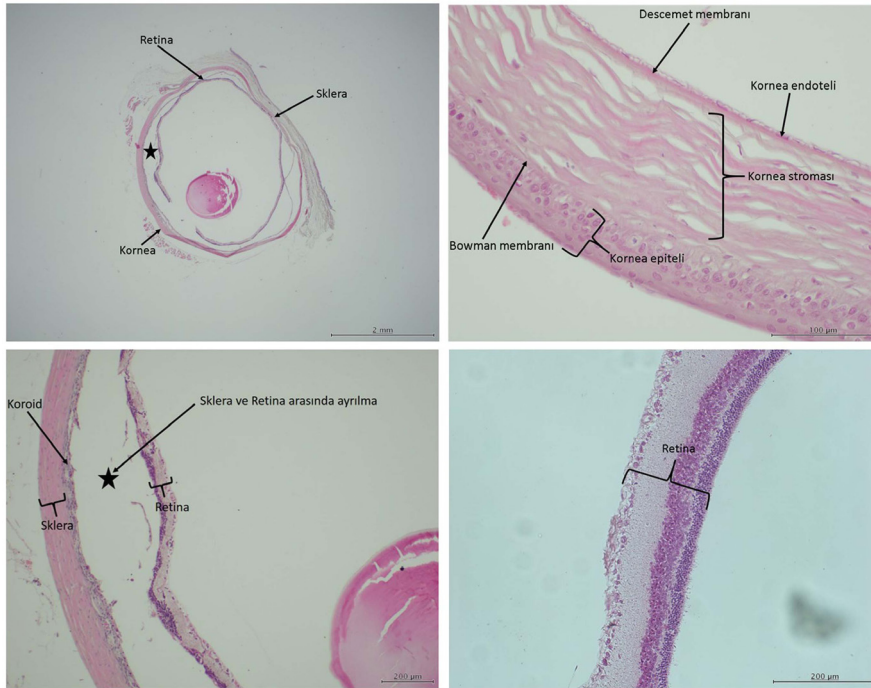 Retina
Sklera
Kornea
2 mm
Descemet membranı
Kornea endoteli
Kornea stroması
Bowman membranı
Kornea epiteli
100 µm
Koroid
Sklera ve Retina arasında ayrılma
Sklera
Retina
200 µm
Retina
200 µm